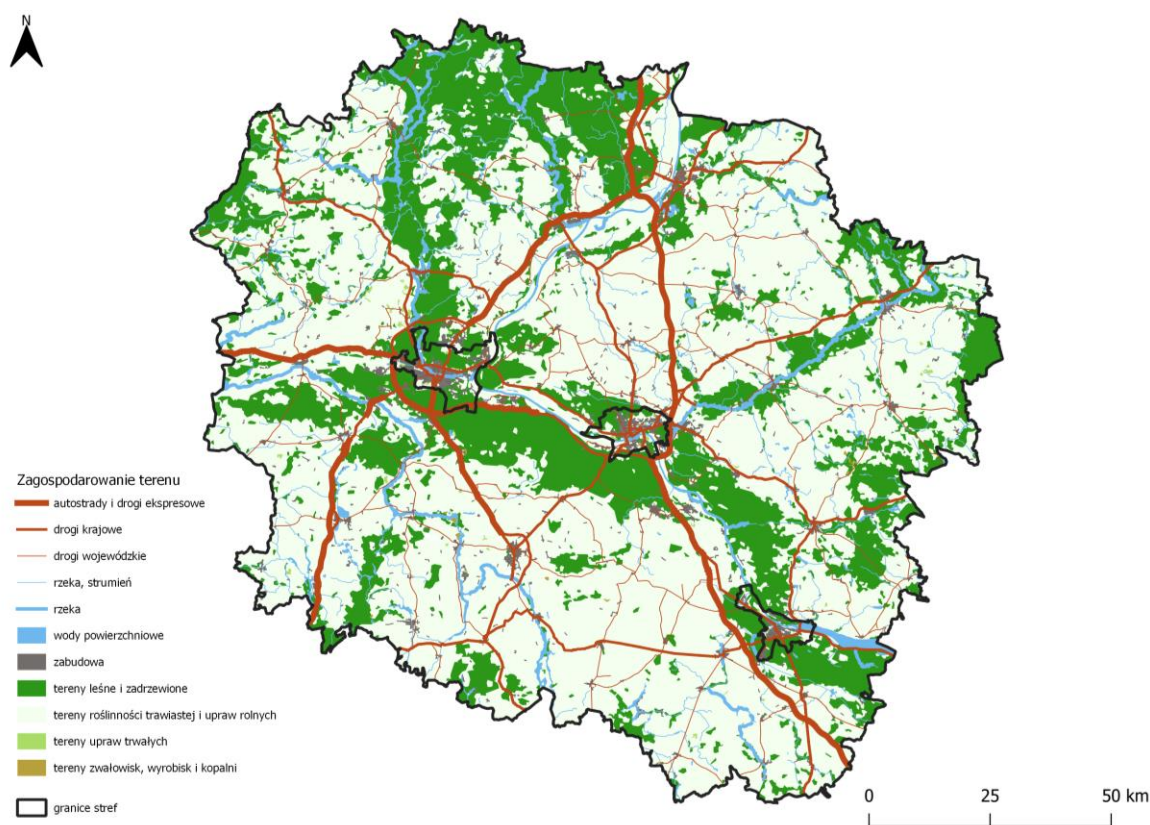 N
Zagospodarowanie terenu
autostrady i drogi ekspresowe
drogi krajowe
drogi wojewódzkie
rzeka, strumień
rzeka
wody powierzchniowe
zabudowa
tereny leśne i zadrzewione
tereny roślinności trawiastej i upraw rolnych
tereny upraw trwałych
tereny zwałowisk, wyrobisk i kopalni
granice stref
0 25 50 km